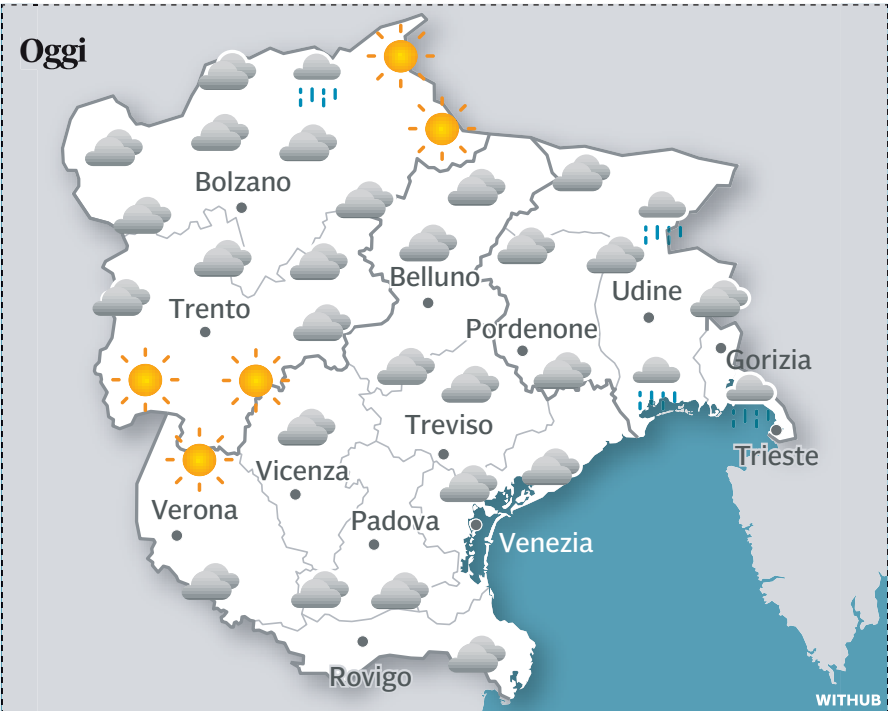 Oggi
Bolzano
Belluno
Udine
Trento
Pordenone
Gorizia
Treviso
Trieste
Vicenza
Verona
Padova
Venezia
Rovigo
WITHUB